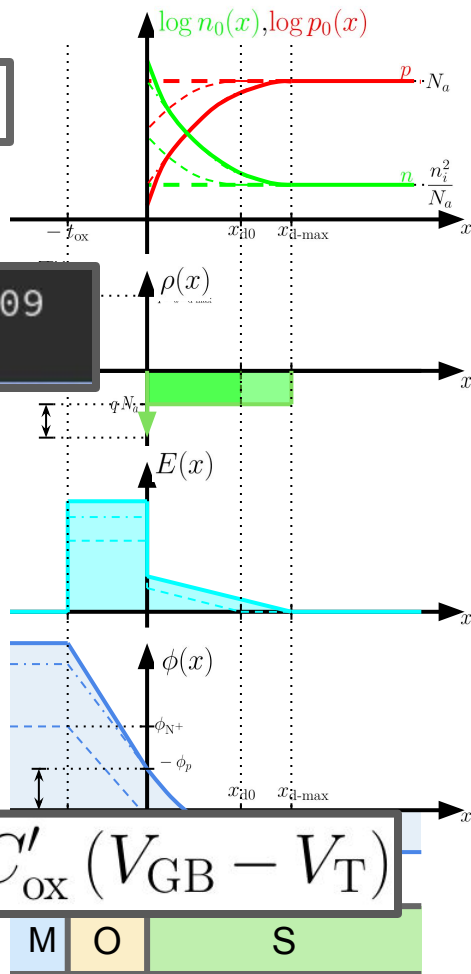 log n₀(x),log p₀(x)
p
Nₐ
n
nᵢ²
Nₐ
− t_ox
x_d0
x_d-max
x
ρ(x)
09
x
q Nₐ
E(x)
x
ϕ(x)
ϕ_N⁺
− ϕ_p
x_d0
x_d-max
x
C′_ox (V_GB − V_T)
M O S